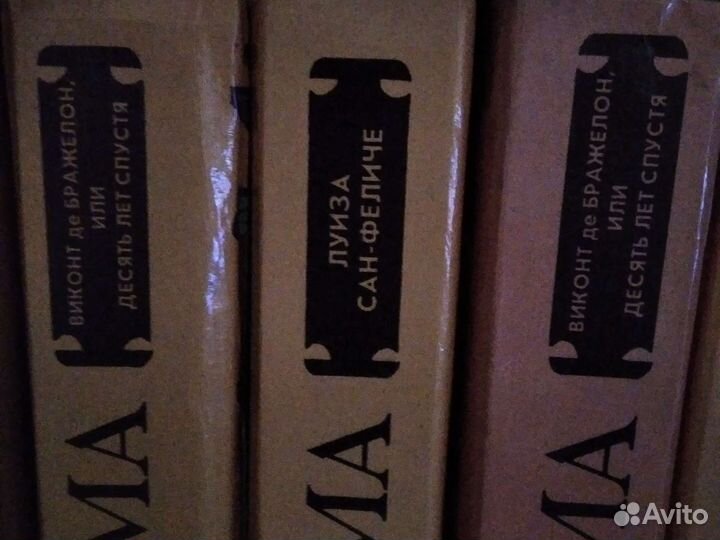 ВИКОНТ де БРАЖЕЛОН,
ИЛИ
ДЕСЯТЬ ЛЕТ СПУСТЯ
МА
ЛУИЗА
САН-ФЕЛИЧЕ
МА
ВИКОНТ де БРАЖЕЛОН,
ИЛИ
ДЕСЯТЬ ЛЕТ СПУСТЯ
МА
Avito